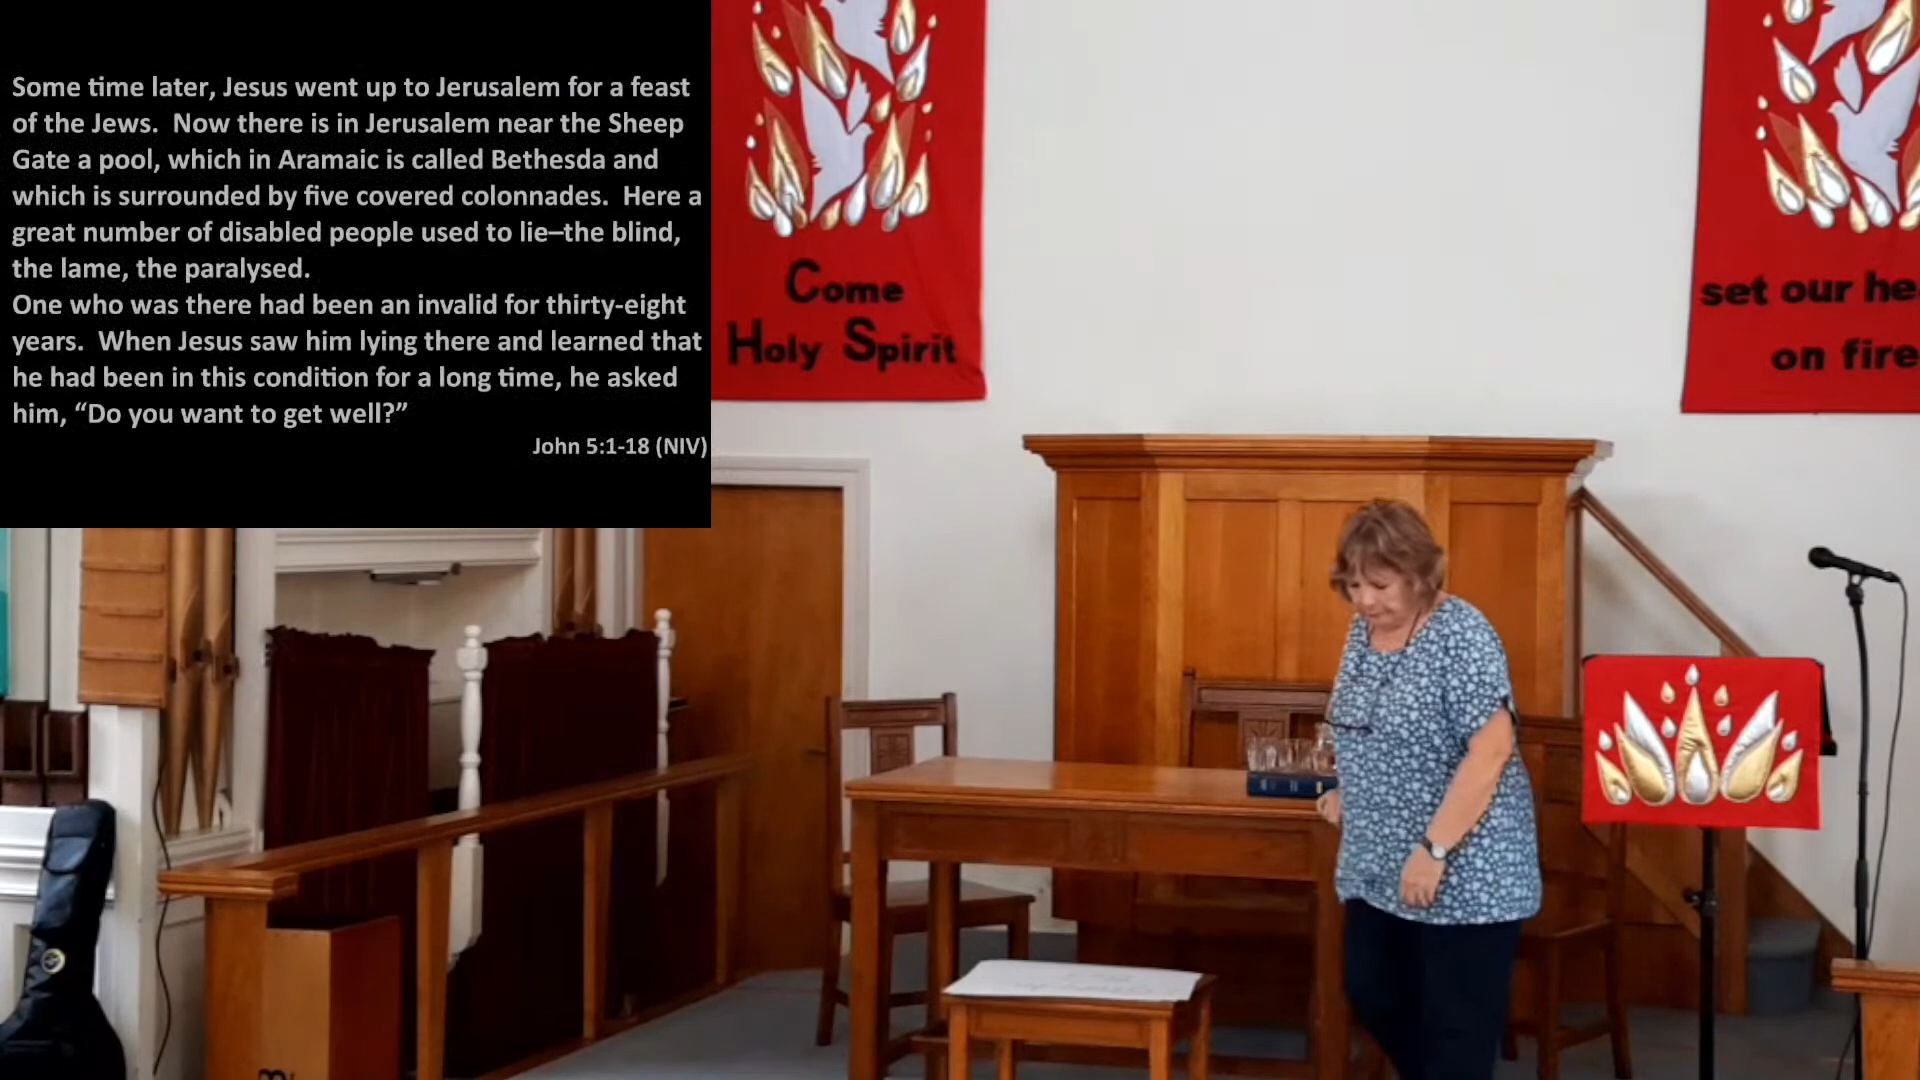 Some time later, Jesus went up to Jerusalem for a feast
of the Jews.  Now there is in Jerusalem near the Sheep
Gate a pool, which in Aramaic is called Bethesda and
which is surrounded by five covered colonnades.  Here a
great number of disabled people used to lie–the blind,
the lame, the paralysed.
One who was there had been an invalid for thirty-eight
years.  When Jesus saw him lying there and learned that
he had been in this condition for a long time, he asked
him, “Do you want to get well?”
John 5:1-18 (NIV)
Come
Holy Spirit
set our he
on fire